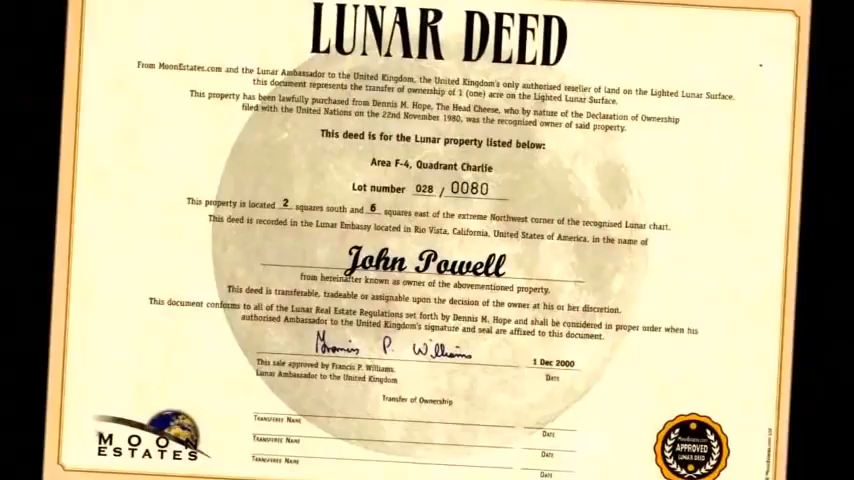 LUNAR DEED
From MoonEstates.com and the Lunar Ambassador to the United Kingdom, the United Kingdom's only authorised reseller of land on the Lighted Lunar Surface,
this document represents the transfer of ownership of 1 (one) acre on the Lighted Lunar Surface.
This property has been lawfully purchased from Dennis M. Hope, The Head Cheese, who by nature of the Declaration of Ownership
filed with the United Nations on the 22nd November 1980, was the recognised owner of said property.
This deed is for the Lunar property listed below:
Area F-4, Quadrant Charlie
Lot number 028 / 0080
This property is located 2 squares south and 6 squares east of the extreme Northwest corner of the recognised Lunar chart.
This deed is recorded in the Lunar Embassy located in Rio Vista, California, United States of America, in the name of
John Powell
from hereinafter known as owner of the abovementioned property.
This deed is transferable, tradeable or assignable upon the decision of the owner at his or her discretion.
This document conforms to all of the Lunar Real Estate Regulations set forth by Dennis M. Hope and shall be considered in proper order when his
authorised Ambassador to the United Kingdom's signature and seal are affixed to this document.
Francis P. Williams
1 Dec 2000
This sale approved by Francis P. Williams,
Date
Lunar Ambassador to the United Kingdom
Transfer of Ownership
Transferee Name
Date
Transferee Name
Date
Transferee Name
Date
MOON
ESTATES
MoonEstates.com
APPROVED
LUNAR DEED